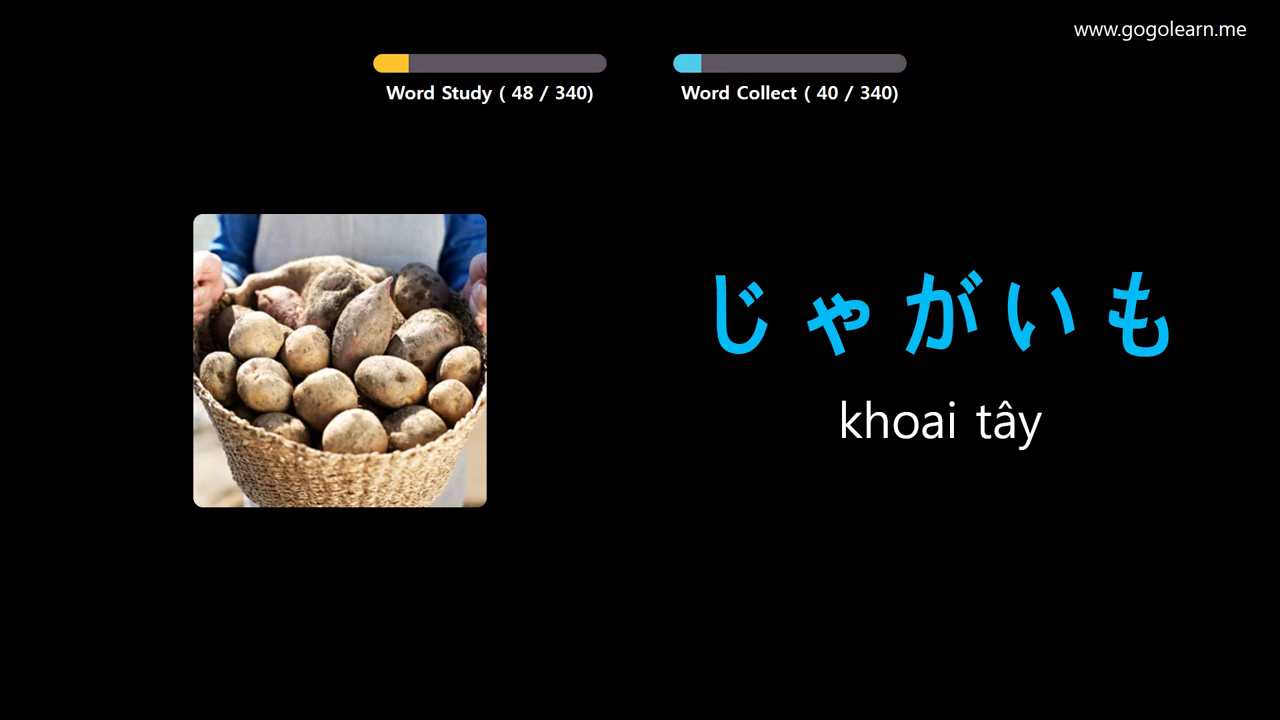 www.gogolearn.me
Word Study ( 48 / 340)
Word Collect ( 40 / 340)
じゃがいも
khoai tây